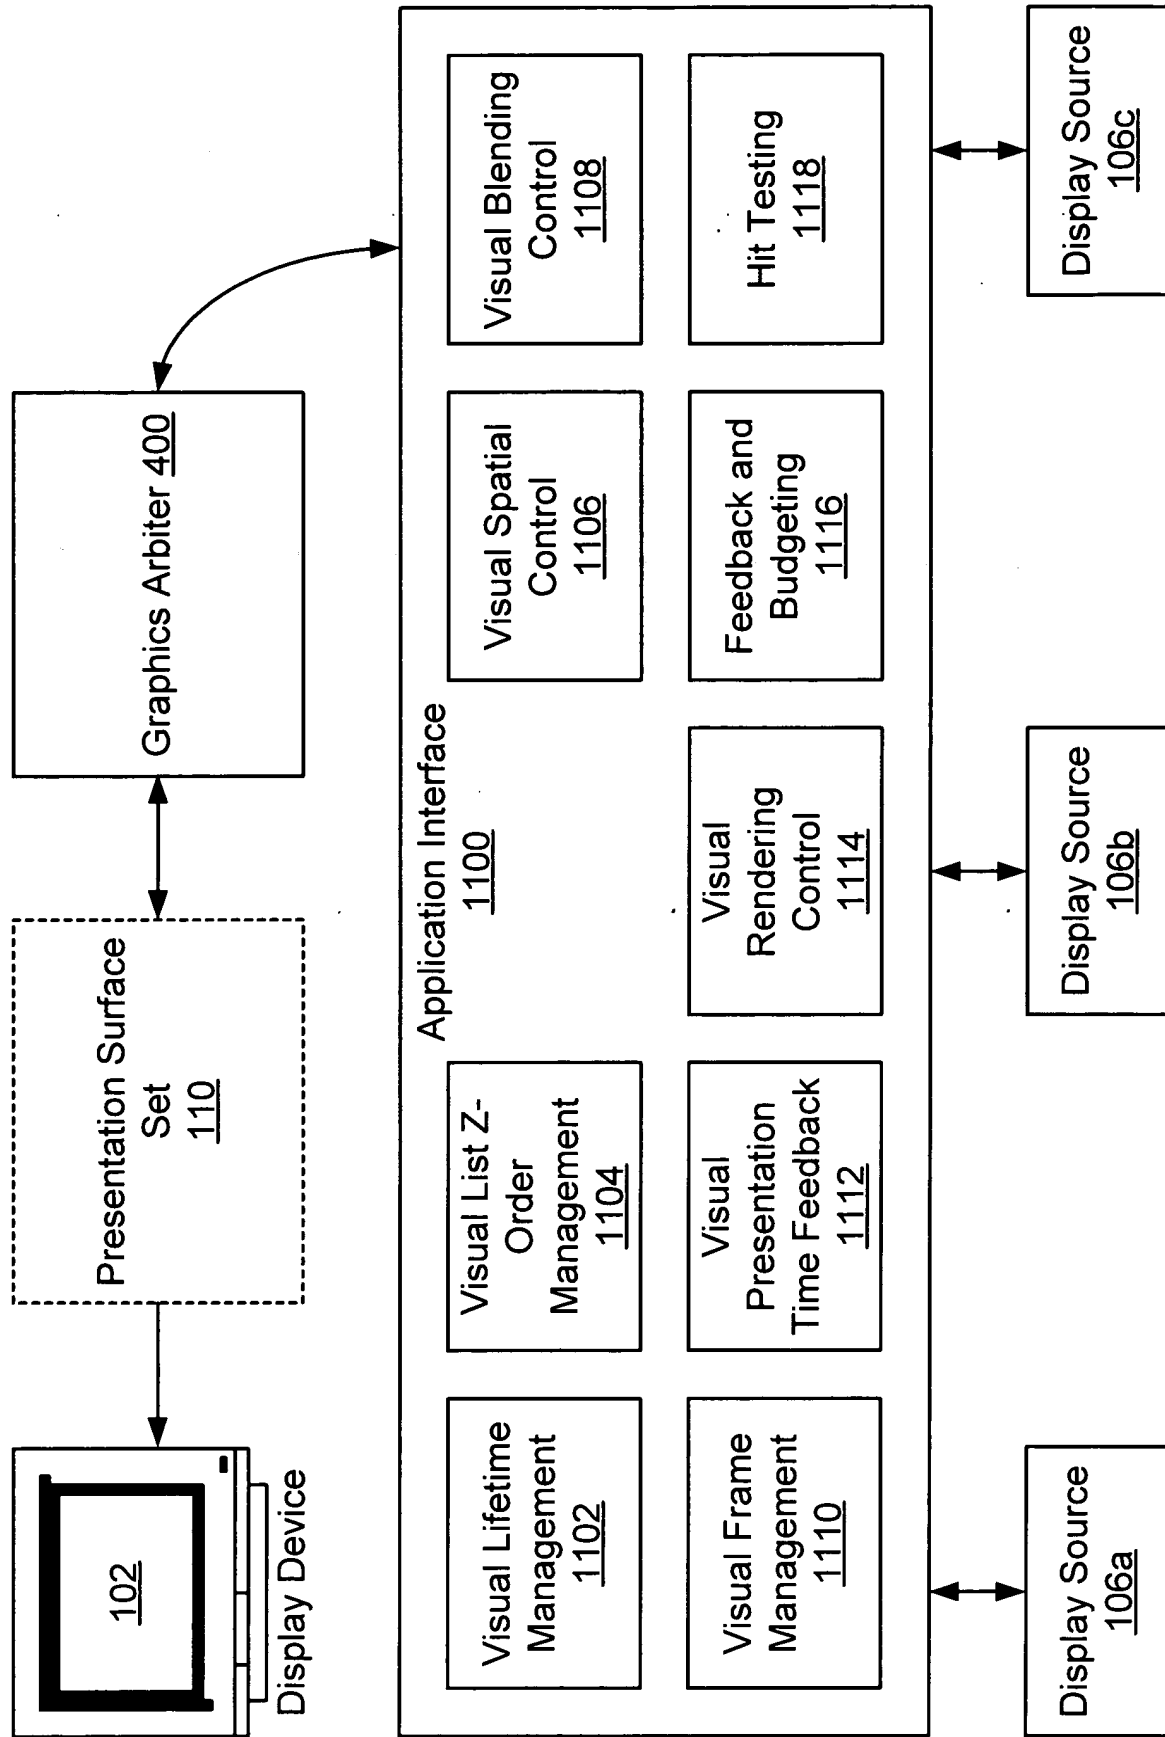 102
Display Device
Presentation Surface
Set
110
Graphics Arbiter 400
Application Interface
1100
Visual Lifetime
Management
1102
Visual List Z-
Order
Management
1104
Visual Spatial
Control
1106
Visual Blending
Control
1108
Visual Frame
Management
1110
Visual
Presentation
Time Feedback
1112
Visual
Rendering
Control
1114
Feedback and
Budgeting
1116
Hit Testing
1118
Display Source
106a
Display Source
106b
Display Source
106c